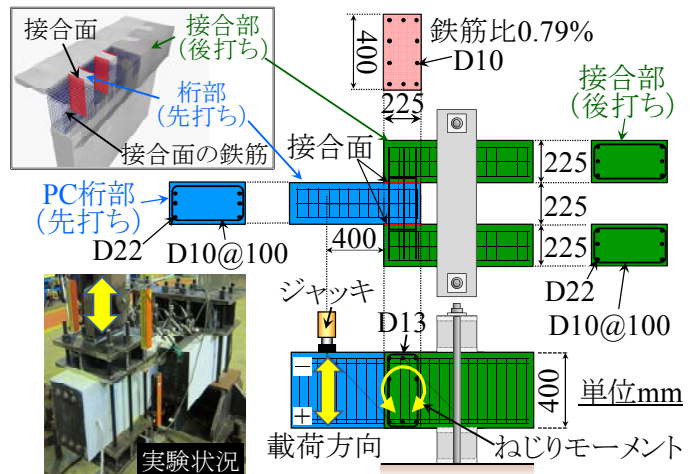 接合面
接合部
(後打ち)
桁部
(先打ち)
接合面の鉄筋
400
鉄筋比0.79%
D10
225
接合部
(後打ち)
接合面
225
225
225
PC桁部
(先打ち)
D22
D10@100
400
D22
D10@100
ジャッキ
D13
−
+
400
単位mm
載荷方向
ねじりモーメント
実験状況